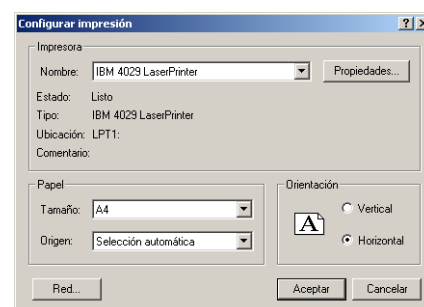 Configurar impresión
Impresora
Nombre: IBM 4029 LaserPrinter Propiedades...
Estado: Listo
Tipo: IBM 4029 LaserPrinter
Ubicación: LPT1:
Comentario:
Papel
Tamaño: A4
Origen: Selección automática
Orientación
A
Vertical
Horizontal
Red... Aceptar Cancelar